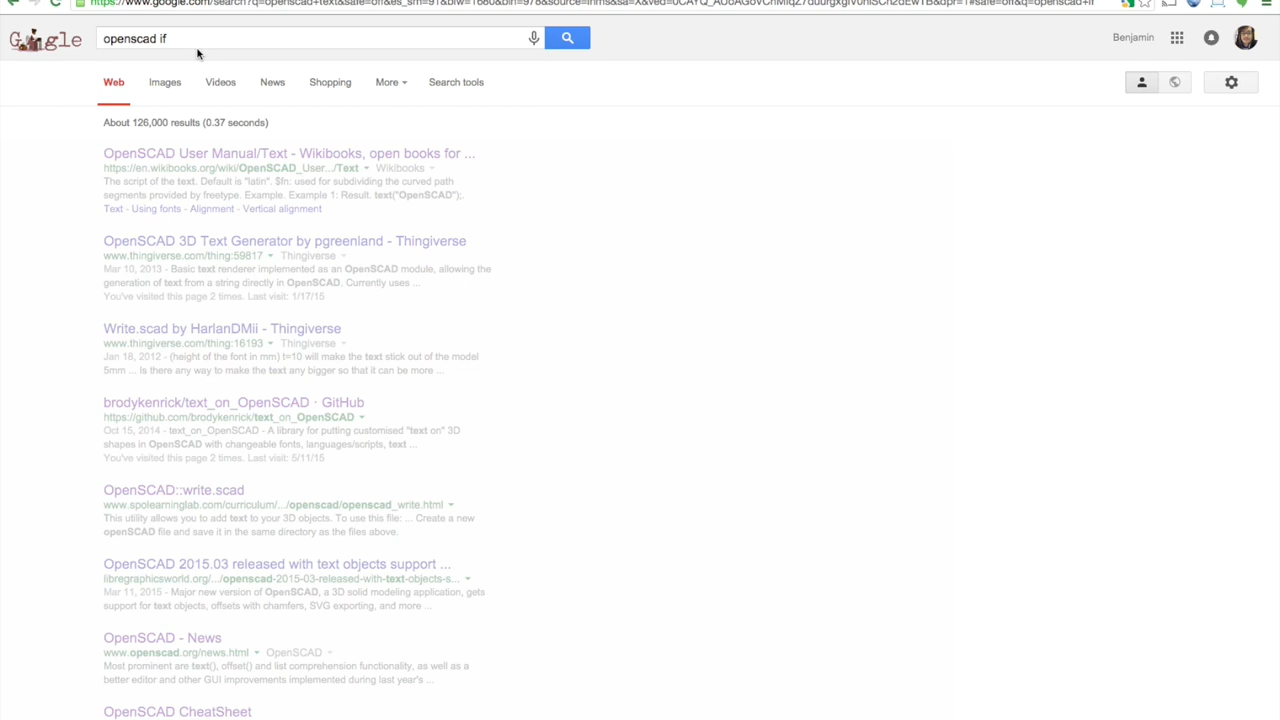 Google
openscad if
Benjamin
Web Images Videos News Shopping More Search tools
About 126,000 results (0.37 seconds)
OpenSCAD User Manual/Text - Wikibooks, open books for ...
https://en.wikibooks.org/wiki/OpenSCAD_User.../Text Wikibooks
The script of the text. Default is "latin". $fn: used for subdividing the curved path
segments provided by freetype. Example. Example 1: Result. text("OpenSCAD");.
Text - Using fonts - Alignment - Vertical alignment
OpenSCAD 3D Text Generator by pgreenland - Thingiverse
www.thingiverse.com/thing:59817 Thingiverse
Mar 10, 2013 - Basic text renderer implemented as an OpenSCAD module, allowing the
generation of text from a string directly in OpenSCAD. Currently uses ...
You've visited this page 2 times. Last visit: 1/17/15
Write.scad by HarlanDMii - Thingiverse
www.thingiverse.com/thing:16193 Thingiverse
Jan 18, 2012 - (height of the font in mm) t=10 will make the text stick out of the model
5mm ... Is there any way to make the text any bigger so that it can be more ...
brodykenrick/text_on_OpenSCAD · GitHub
https://github.com/brodykenrick/text_on_OpenSCAD
Oct 15, 2014 - text_on_OpenSCAD - A library for putting customised "text on" 3D
shapes in OpenSCAD with changeable fonts, languages/scripts, text ...
You've visited this page 2 times. Last visit: 5/11/15
OpenSCAD::write.scad
www.spolearninglab.com/curriculum/.../openscad/openscad_write.html
This utility allows you to add text to your 3D objects. To use this file: ... Create a new
openSCAD file and save it in the same directory as the files above.
OpenSCAD 2015.03 released with text objects support ...
libregraphicsworld.org/.../openscad-2015-03-released-with-text-objects-s...
Mar 11, 2015 - Major new version of OpenSCAD, a 3D solid modeling application, gets
support for text objects, offsets with chamfers, SVG exporting, and more ...
OpenSCAD - News
www.openscad.org/news.html OpenSCAD
Most prominent are text(), offset() and list comprehension functionality, as well as a
better editor and other GUI improvements implemented during last year's ...
OpenSCAD CheatSheet